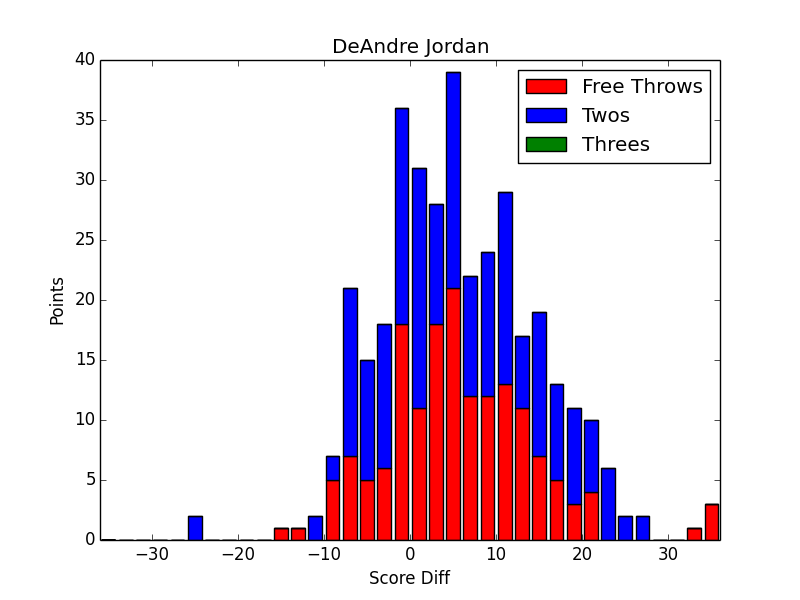 DeAndre Jordan
Free Throws
Twos
Threes
Points
40
35
30
25
20
15
10
5
0
−30 −20 −10 0 10 20 30
Score Diff